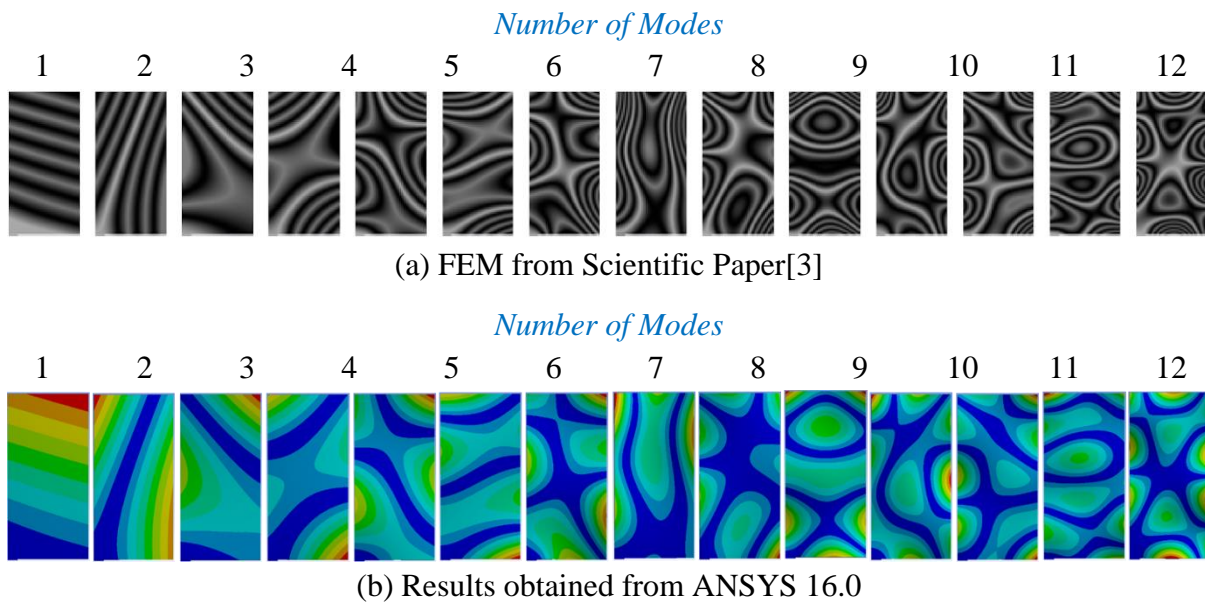 Number of Modes
1 2 3 4 5 6 7 8 9 10 11 12
(a) FEM from Scientific Paper[3]
Number of Modes
1 2 3 4 5 6 7 8 9 10 11 12
(b) Results obtained from ANSYS 16.0